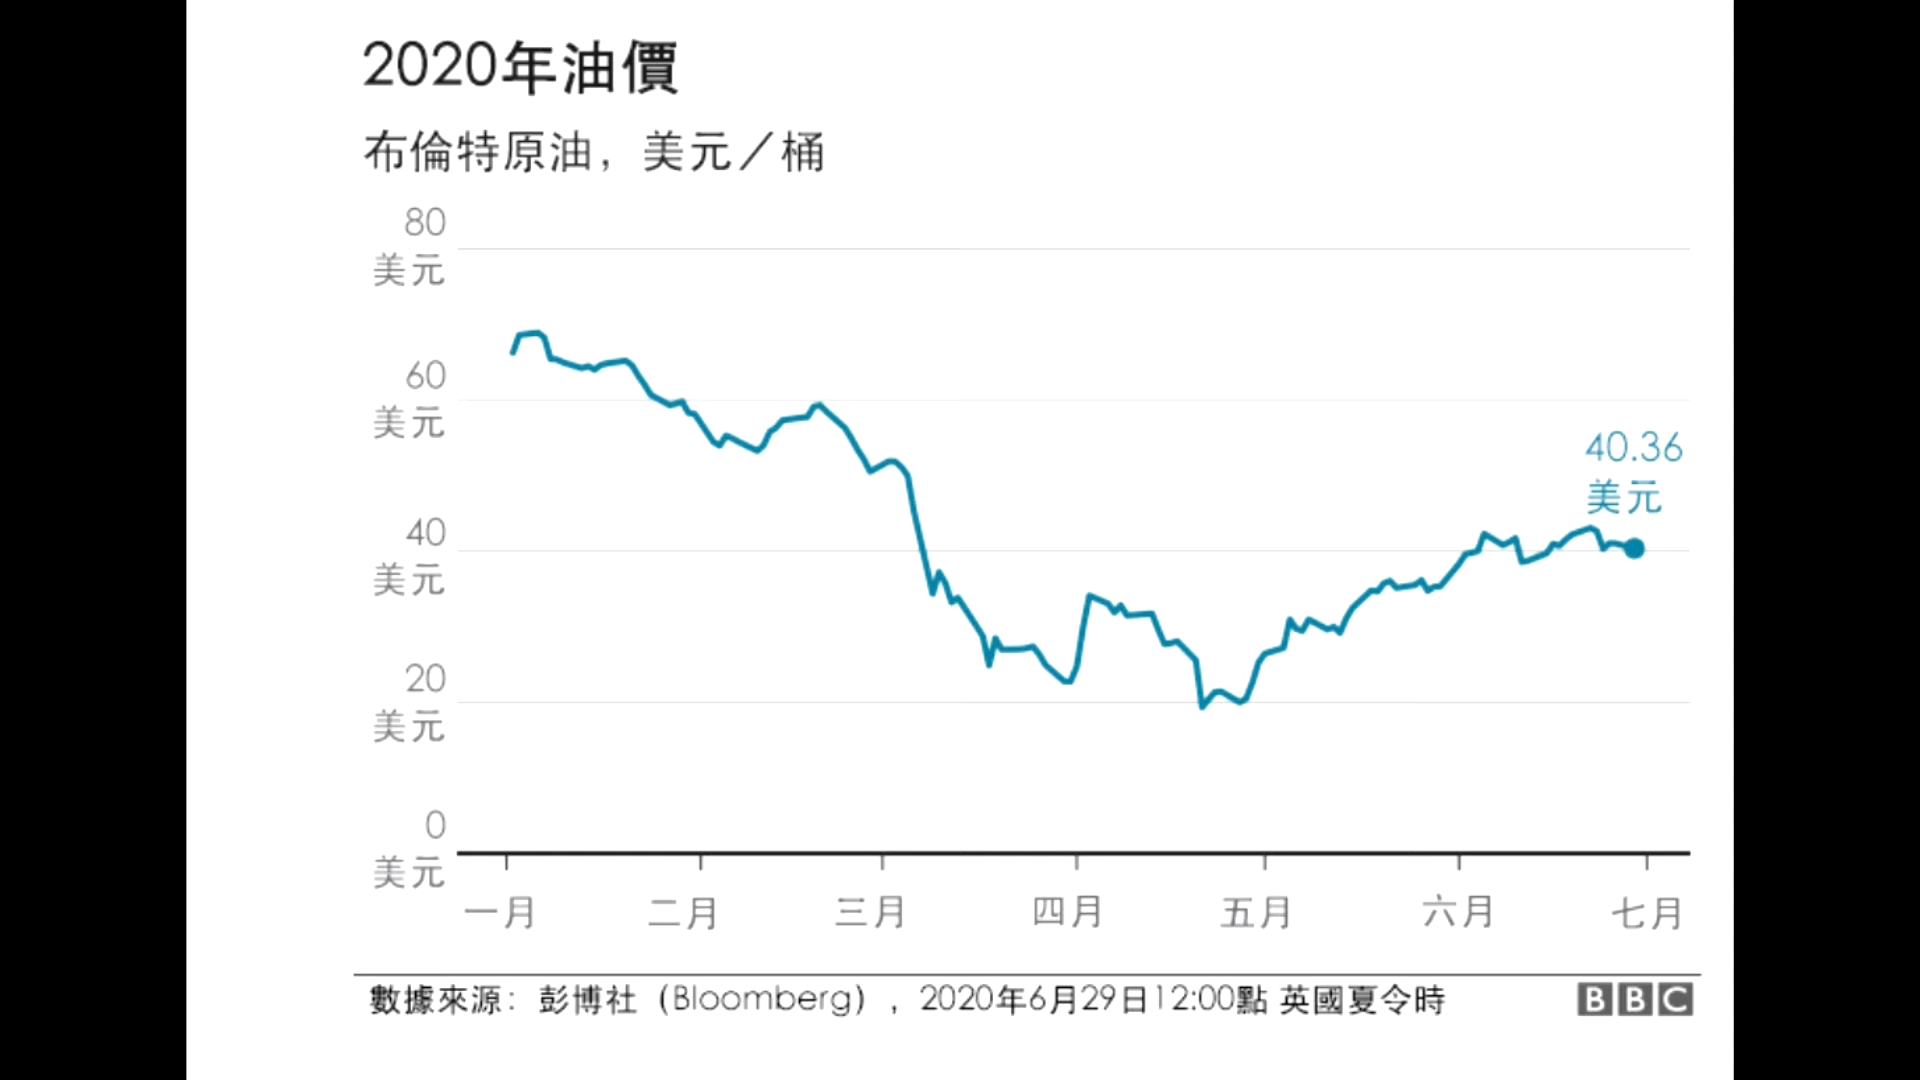 2020年油價
布倫特原油，美元／桶
80
美元
60
美元
40
美元
20
美元
0
美元
40.36
美元
一月 二月 三月 四月 五月 六月 七月
數據來源：彭博社（Bloomberg），2020年6月29日12:00點 英國夏令時
BBC